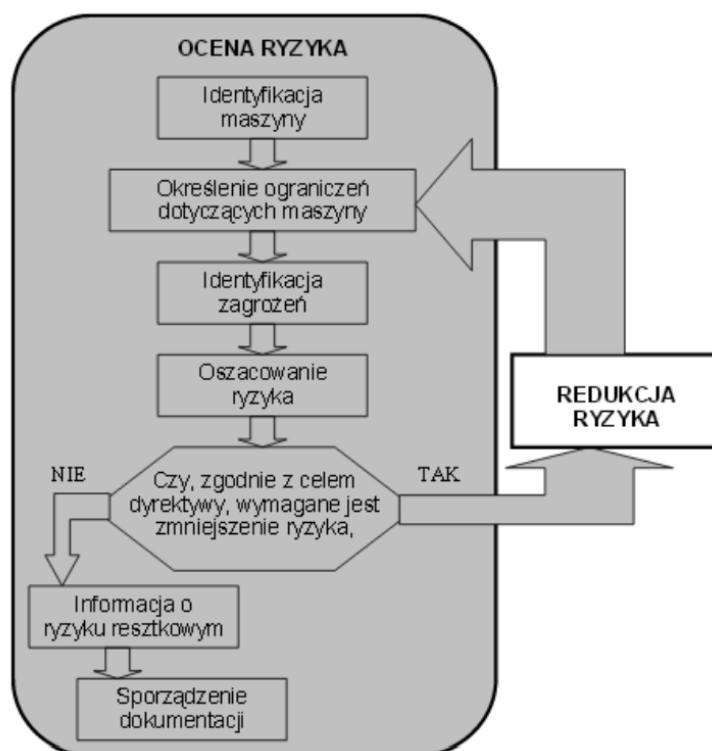 OCENA RYZYKA
Identyfikacja
maszyny
Określenie ograniczeń
dotyczących maszyny
Identyfikacja
zagrożeń
Oszacowanie
ryzyka
REDUKCJA
RYZYKA
NIE
TAK
Czy, zgodnie z celem
dyrektywy, wymagane jest
zmniejszenie ryzyka,
Informacja o
ryzyku resztkowym
Sporządzenie
dokumentacji